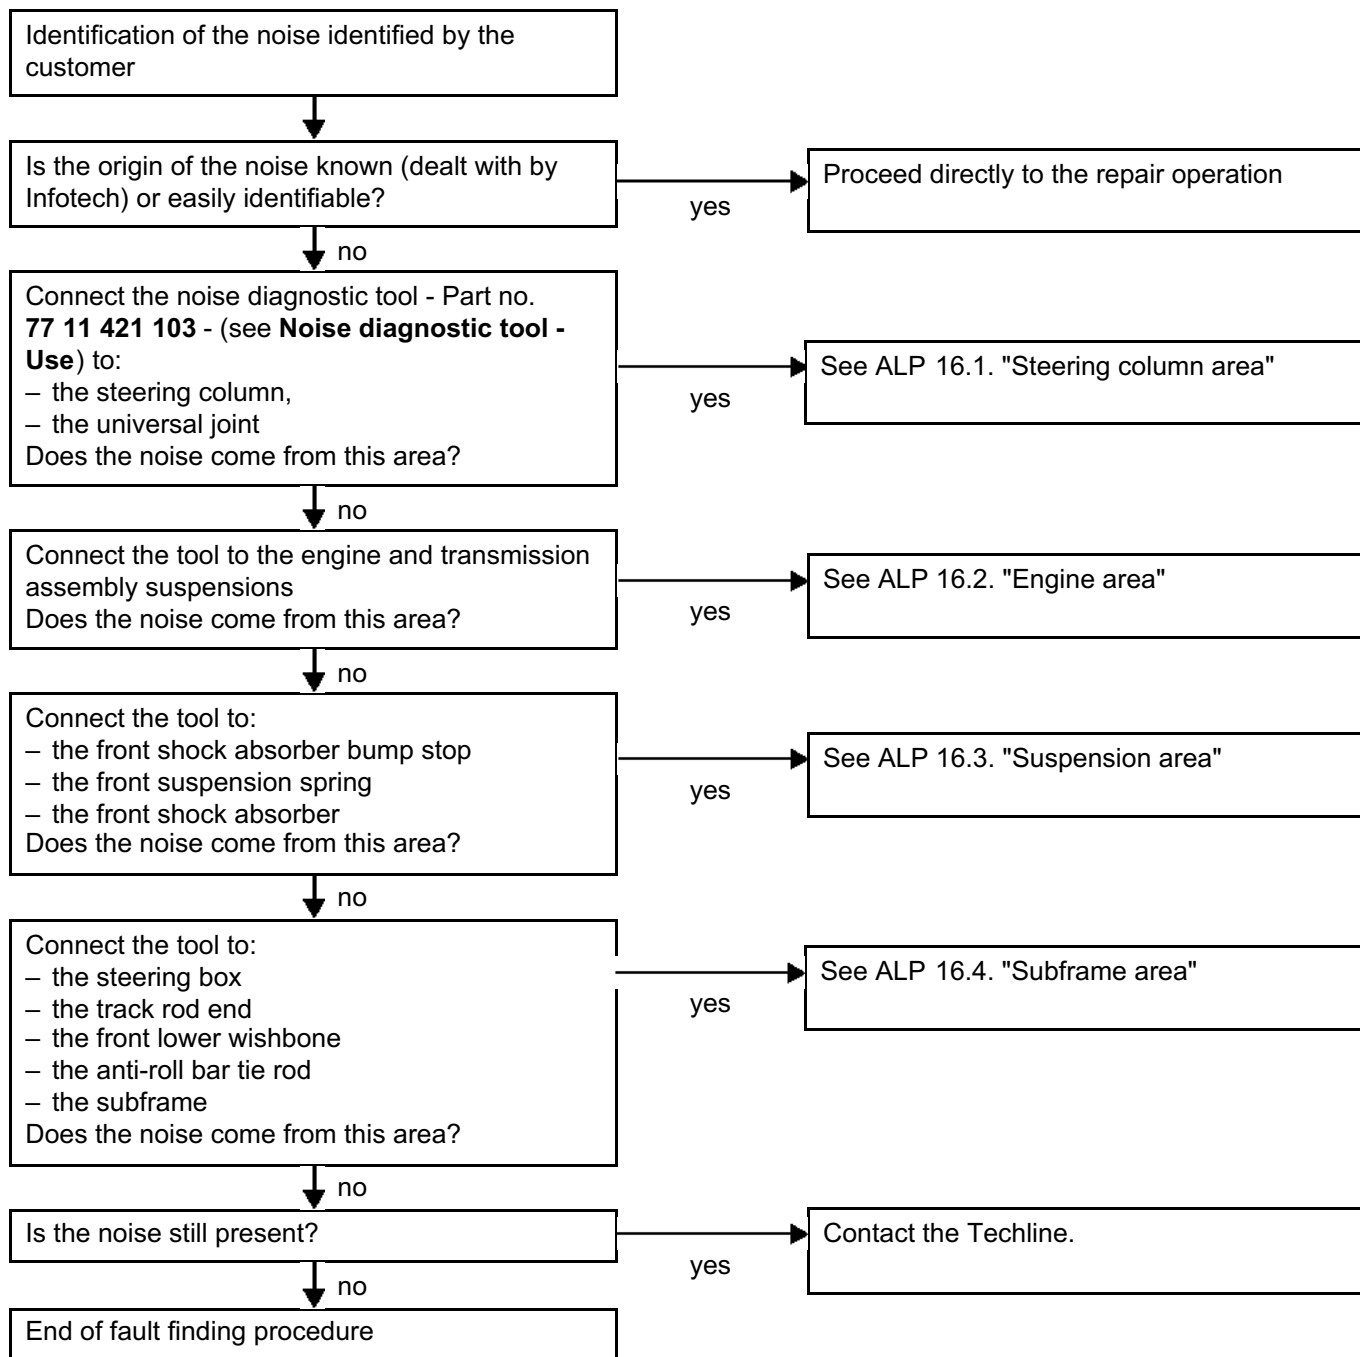 Identification of the noise identified by the
customer
Is the origin of the noise known (dealt with by
Infotech) or easily identifiable?
yes
Proceed directly to the repair operation
no
Connect the noise diagnostic tool - Part no.
77 11 421 103 - (see Noise diagnostic tool -
Use) to:
– the steering column,
– the universal joint
Does the noise come from this area?
yes
See ALP 16.1. "Steering column area"
no
Connect the tool to the engine and transmission
assembly suspensions
Does the noise come from this area?
yes
See ALP 16.2. "Engine area"
no
Connect the tool to:
– the front shock absorber bump stop
– the front suspension spring
– the front shock absorber
Does the noise come from this area?
yes
See ALP 16.3. "Suspension area"
no
Connect the tool to:
– the steering box
– the track rod end
– the front lower wishbone
– the anti-roll bar tie rod
– the subframe
Does the noise come from this area?
yes
See ALP 16.4. "Subframe area"
no
Is the noise still present?
yes
Contact the Techline.
no
End of fault finding procedure